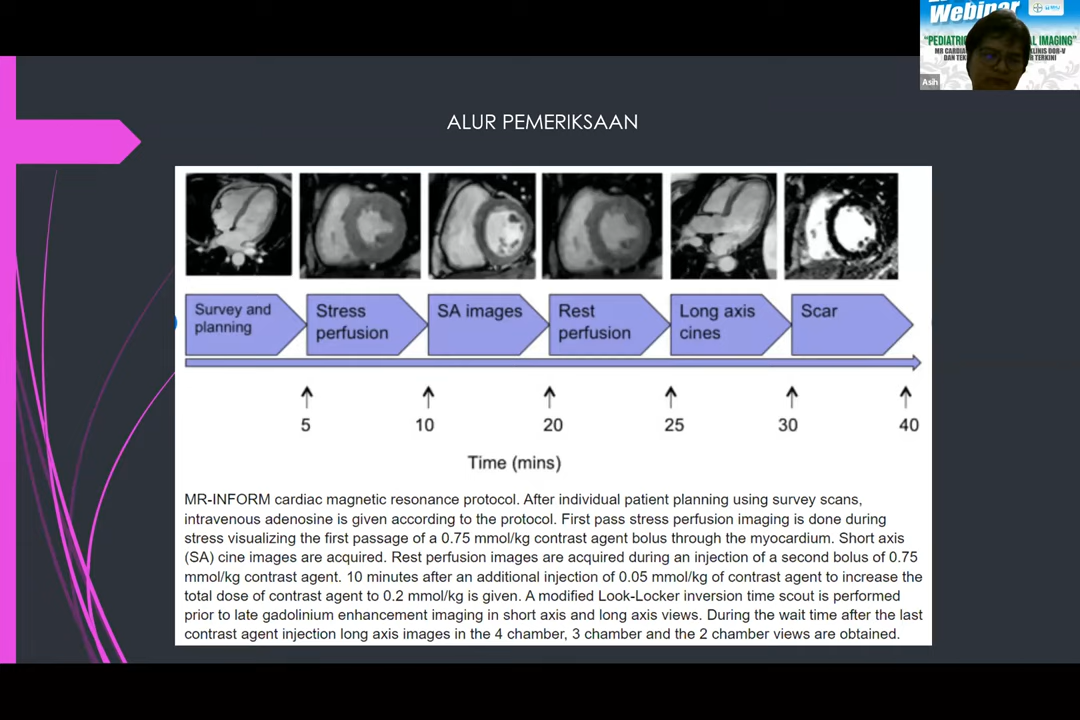 Webinar
"PEDIATRI
L IMAGING"
MR CARDIA
KLINIS DOR-V
DAN TEK
R TERKINI
Asih
ALUR PEMERIKSAAN
Survey and
planning
Stress
perfusion
SA images
Rest
perfusion
Long axis
cines
Scar
5
10
20
25
30
40
Time (mins)
MR-INFORM cardiac magnetic resonance protocol. After individual patient planning using survey scans,
intravenous adenosine is given according to the protocol. First pass stress perfusion imaging is done during
stress visualizing the first passage of a 0.75 mmol/kg contrast agent bolus through the myocardium. Short axis
(SA) cine images are acquired. Rest perfusion images are acquired during an injection of a second bolus of 0.75
mmol/kg contrast agent. 10 minutes after an additional injection of 0.05 mmol/kg of contrast agent to increase the
total dose of contrast agent to 0.2 mmol/kg is given. A modified Look-Locker inversion time scout is performed
prior to late gadolinium enhancement imaging in short axis and long axis views. During the wait time after the last
contrast agent injection long axis images in the 4 chamber, 3 chamber and the 2 chamber views are obtained.